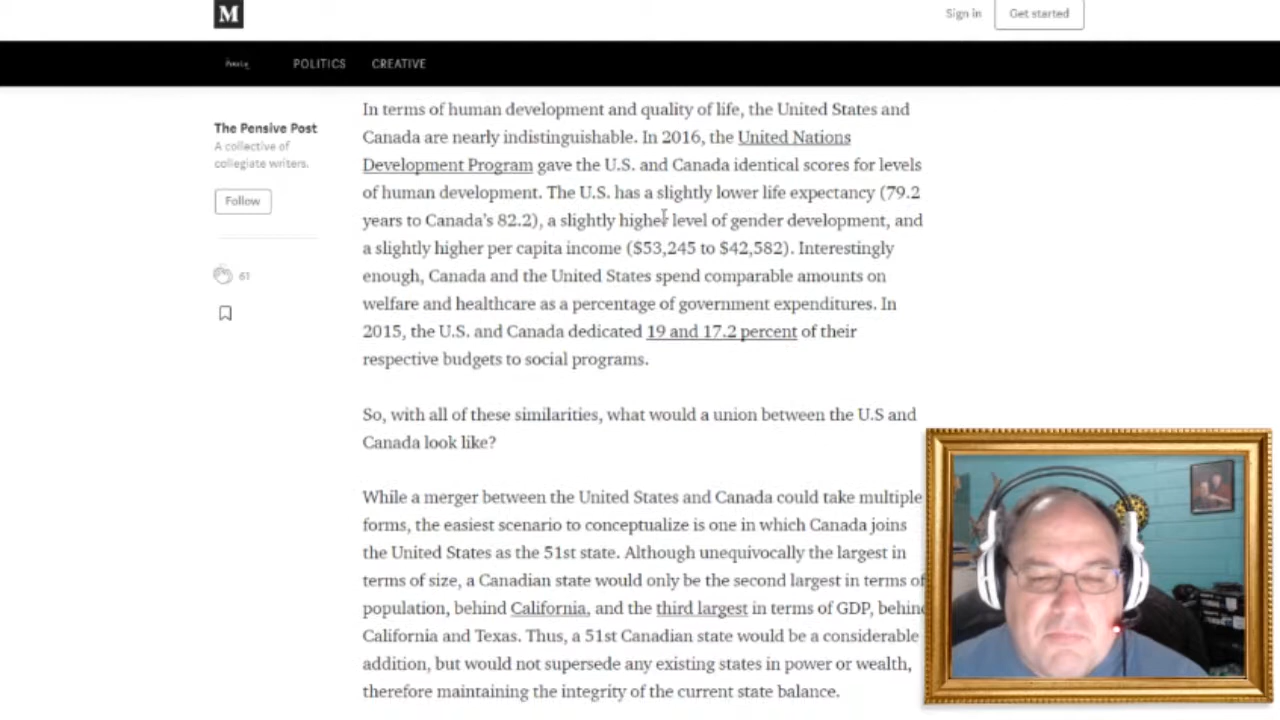 M
Sign in
Get started
POLITICS
CREATIVE
The Pensive Post
A collective of
collegiate writers.
Follow
61
In terms of human development and quality of life, the United States and
Canada are nearly indistinguishable. In 2016, the United Nations
Development Program gave the U.S. and Canada identical scores for levels
of human development. The U.S. has a slightly lower life expectancy (79.2
years to Canada's 82.2), a slightly higher level of gender development, and
a slightly higher per capita income ($53,245 to $42,582). Interestingly
enough, Canada and the United States spend comparable amounts on
welfare and healthcare as a percentage of government expenditures. In
2015, the U.S. and Canada dedicated 19 and 17.2 percent of their
respective budgets to social programs.
So, with all of these similarities, what would a union between the U.S and
Canada look like?
While a merger between the United States and Canada could take multiple
forms, the easiest scenario to conceptualize is one in which Canada joins
the United States as the 51st state. Although unequivocally the largest in
terms of size, a Canadian state would only be the second largest in terms of
population, behind California, and the third largest in terms of GDP, behind
California and Texas. Thus, a 51st Canadian state would be a considerable
addition, but would not supersede any existing states in power or wealth,
therefore maintaining the integrity of the current state balance.